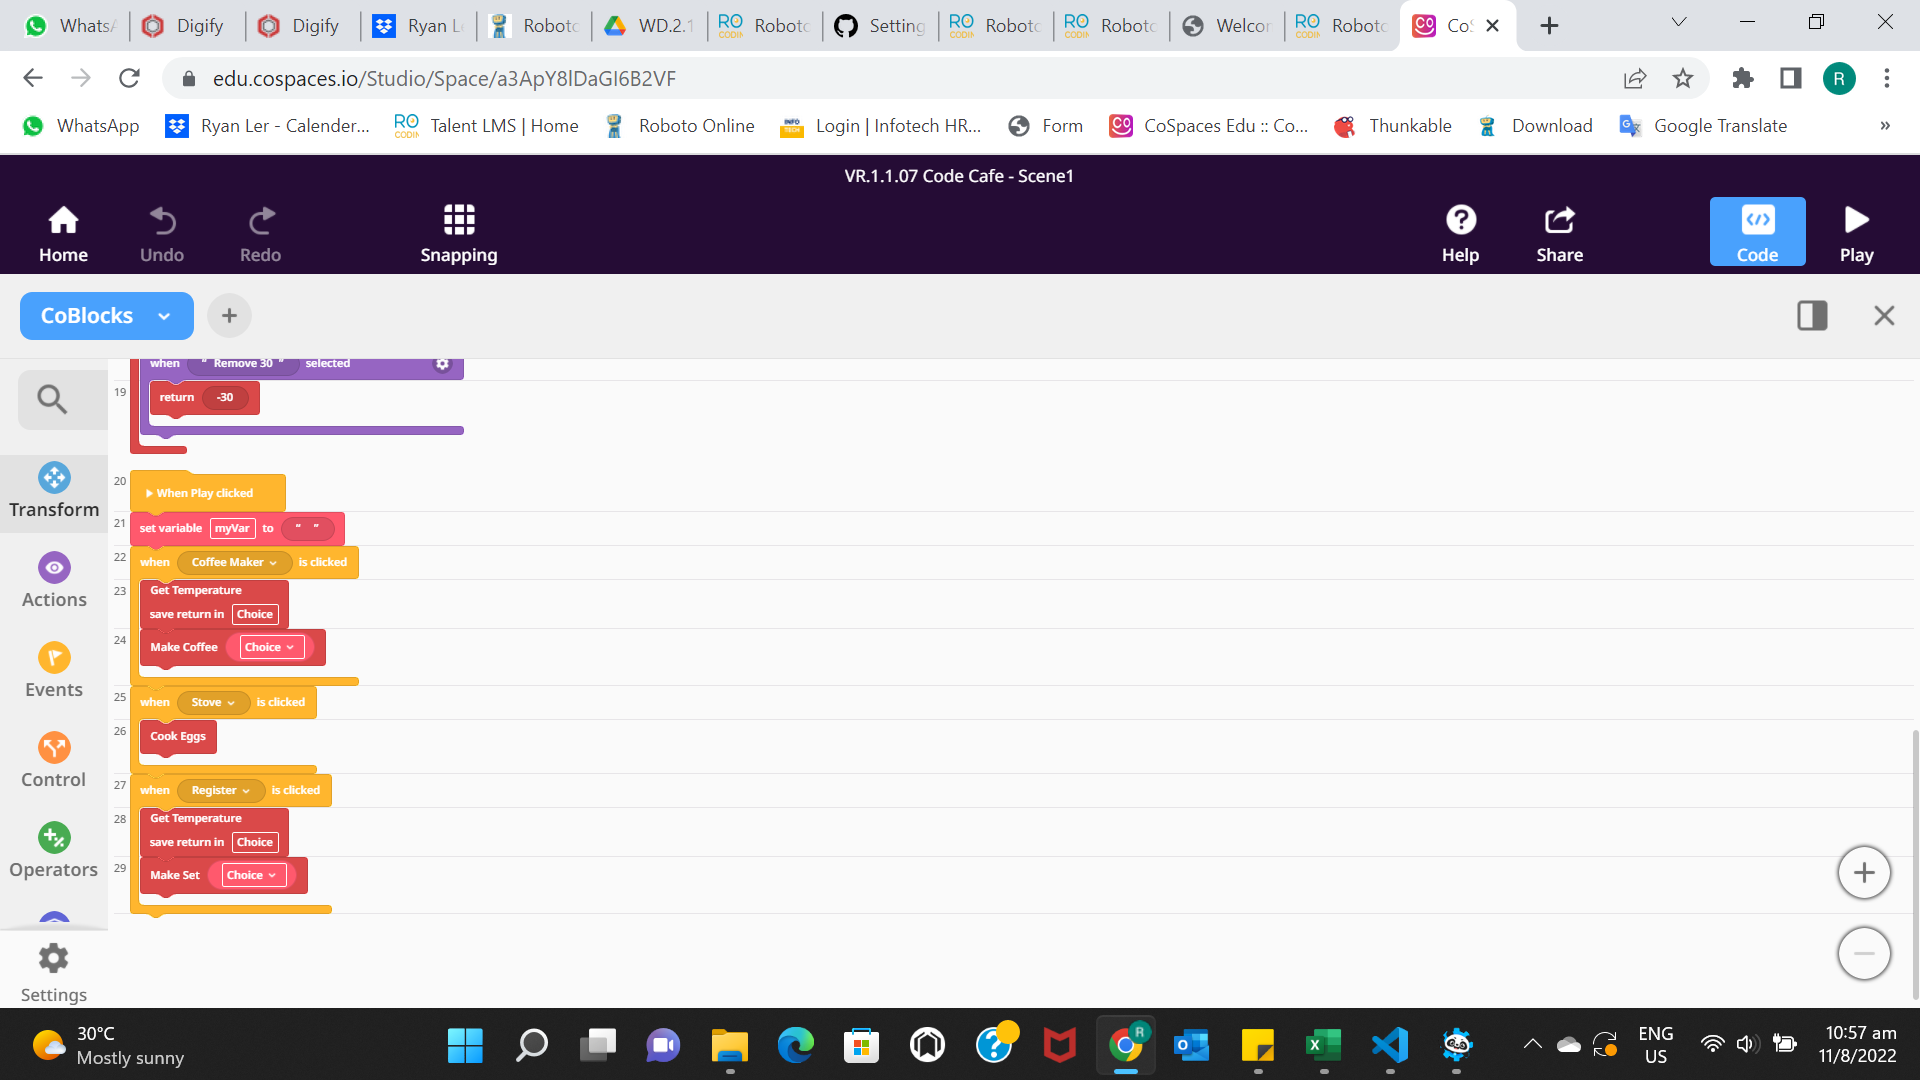 WhatsA
Digify
Digify
Ryan Le
Roboto
WD.2.1
Roboto
Setting
Roboto
Roboto
Welcor
Roboto
CoS
edu.cospaces.io/Studio/Space/a3ApY8lDaGI6B2VF
R
WhatsApp
Ryan Ler - Calender...
Talent LMS | Home
Roboto Online
Login | Infotech HR...
Form
CoSpaces Edu :: Co...
Thunkable
Download
Google Translate
»
VR.1.1.07 Code Cafe - Scene1
Home
Undo
Redo
Snapping
Help
Share
Code
Play
CoBlocks
Transform
Actions
Events
Control
Operators
Settings
when " Remove 30 " selected
19 return -30
20 When Play clicked
21 set variable myVar to " "
22 when Coffee Maker is clicked
23 Get Temperature
save return in Choice
24 Make Coffee Choice
25 when Stove is clicked
26 Cook Eggs
27 when Register is clicked
28 Get Temperature
save return in Choice
29 Make Set Choice
30°C
Mostly sunny
ENG
US
10:57 am
11/8/2022